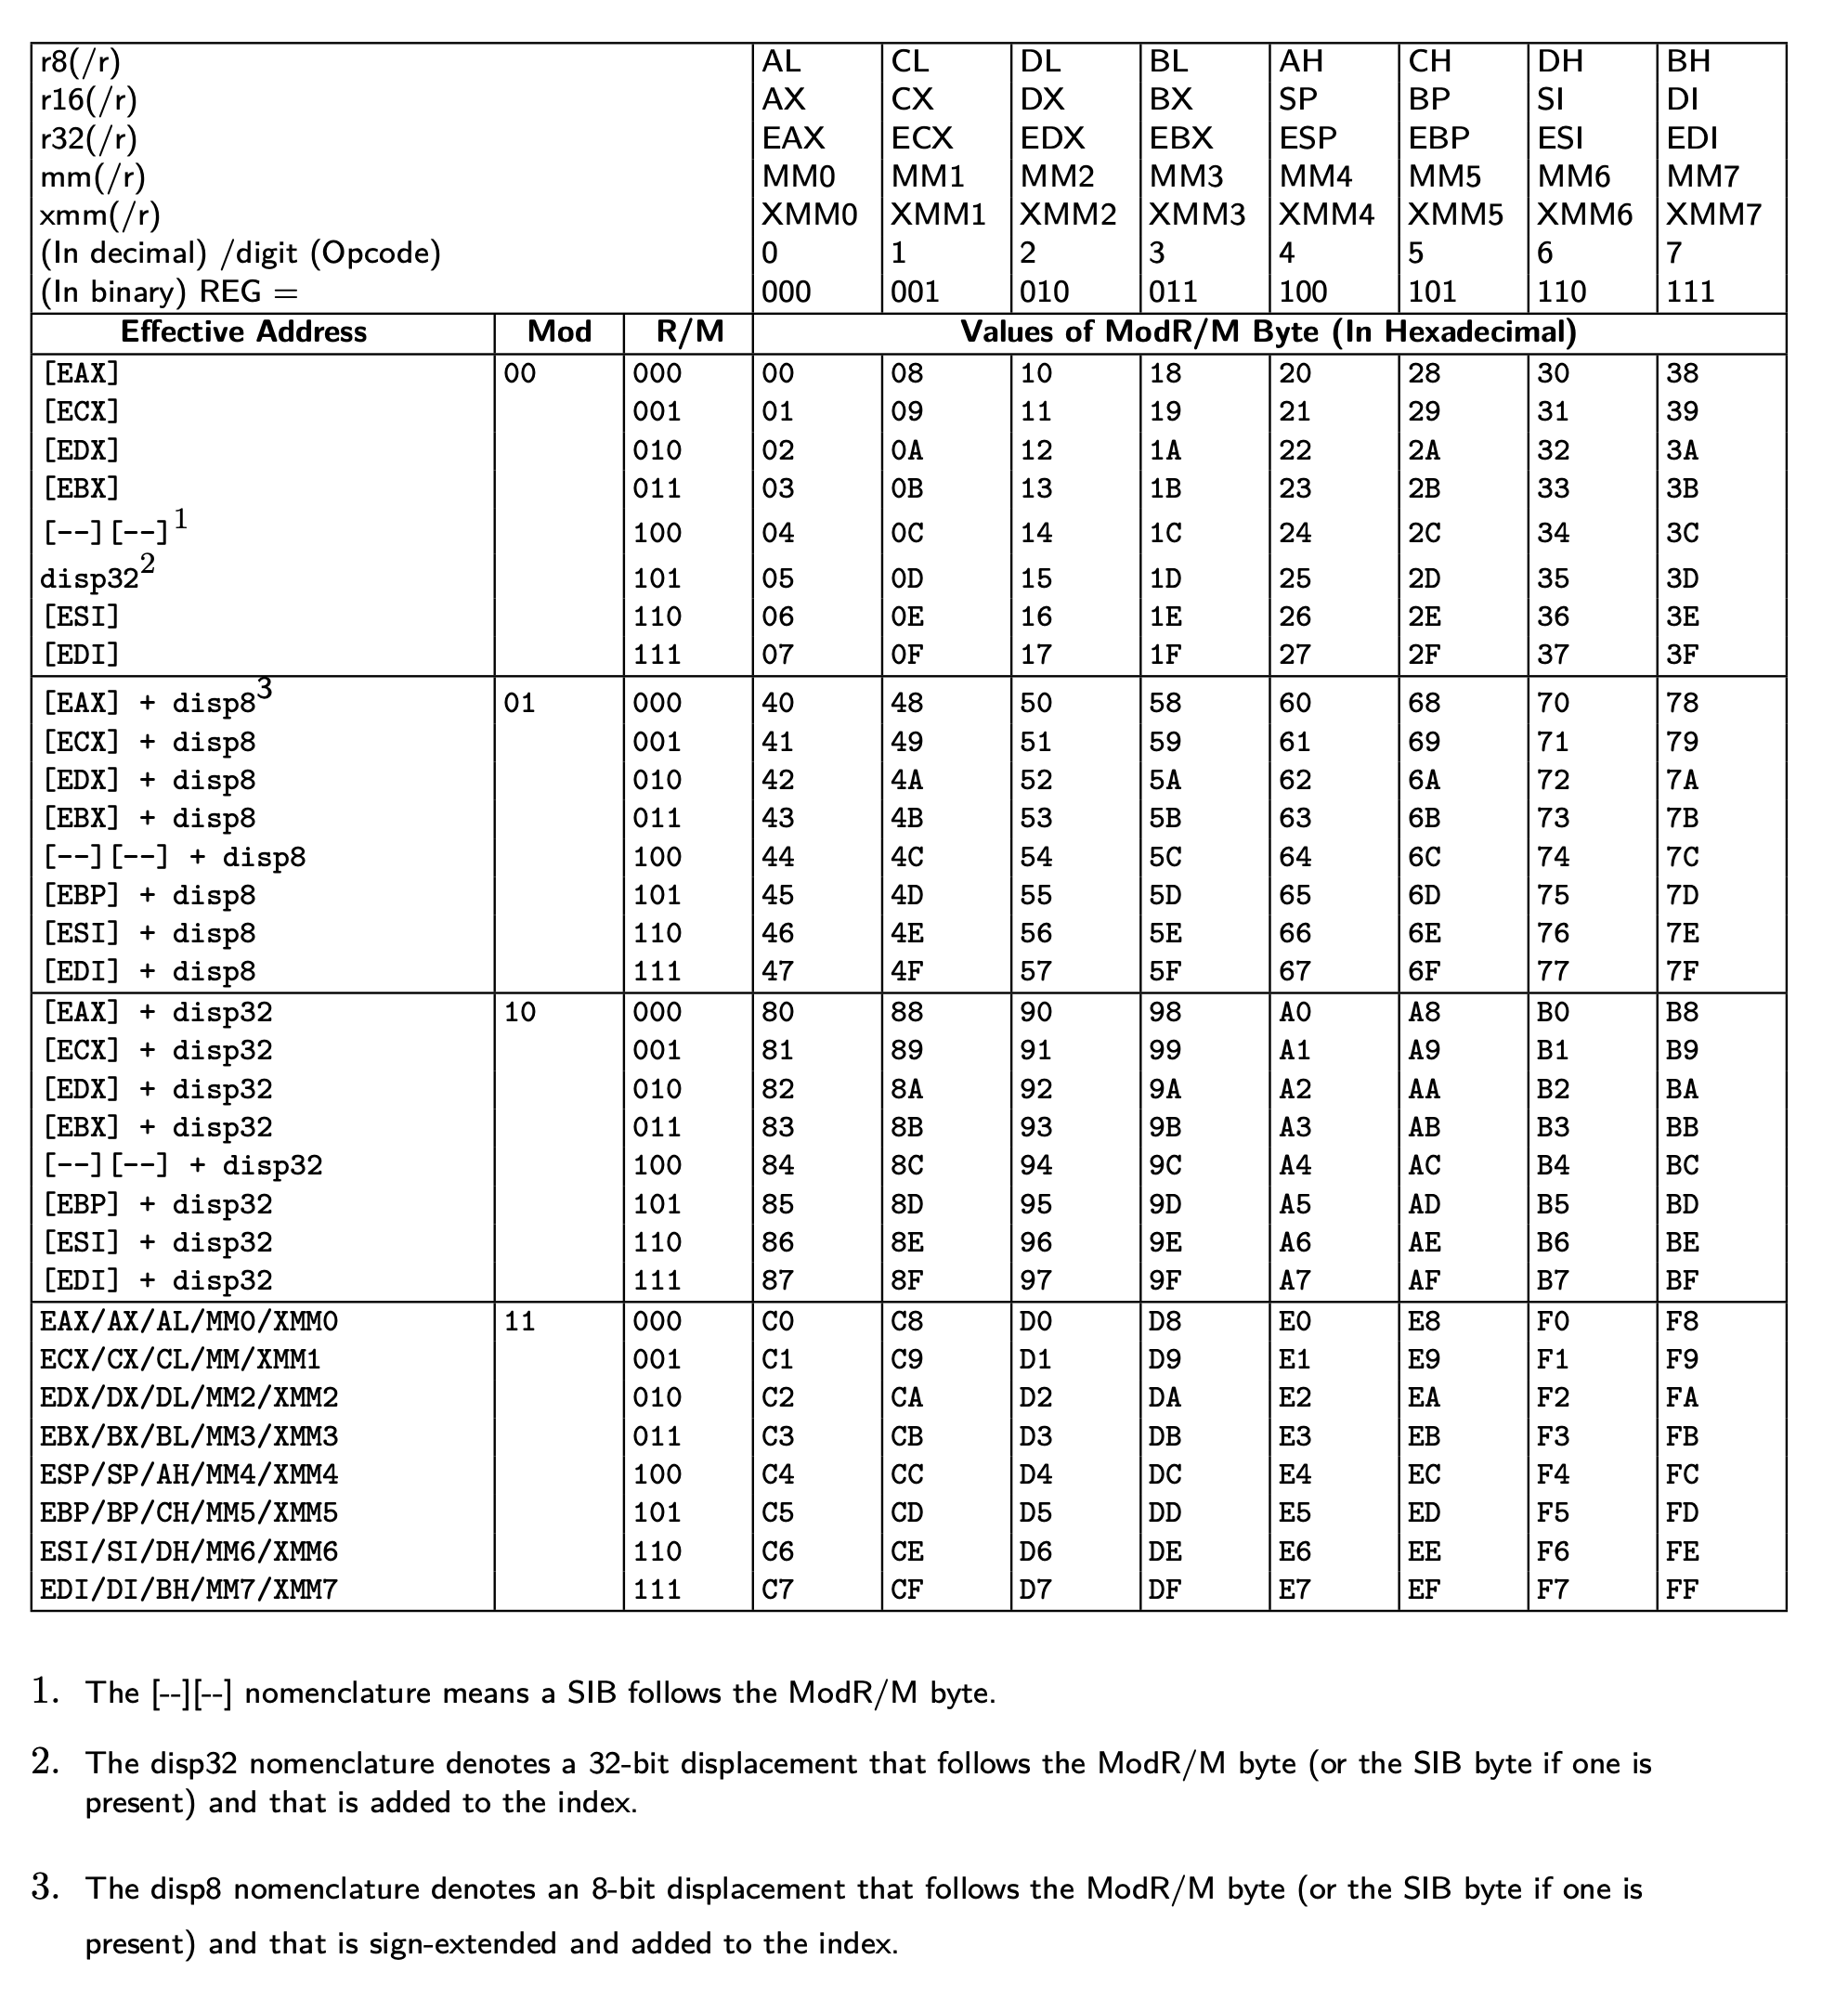 r8(/r) AL CL DL BL AH CH DH BH
r16(/r) AX CX DX BX SP BP SI DI
r32(/r) EAX ECX EDX EBX ESP EBP ESI EDI
mm(/r) MM0 MM1 MM2 MM3 MM4 MM5 MM6 MM7
xmm(/r) XMM0 XMM1 XMM2 XMM3 XMM4 XMM5 XMM6 XMM7
(In decimal) /digit (Opcode) 0 1 2 3 4 5 6 7
(In binary) REG = 000 001 010 011 100 101 110 111
Effective Address Mod R/M Values of ModR/M Byte (In Hexadecimal)
[EAX] 00 000 00 08 10 18 20 28 30 38
[ECX] 001 01 09 11 19 21 29 31 39
[EDX] 010 02 0A 12 1A 22 2A 32 3A
[EBX] 011 03 0B 13 1B 23 2B 33 3B
[--][--]1 100 04 0C 14 1C 24 2C 34 3C
disp322 101 05 0D 15 1D 25 2D 35 3D
[ESI] 110 06 0E 16 1E 26 2E 36 3E
[EDI] 111 07 0F 17 1F 27 2F 37 3F
[EAX] + disp83 01 000 40 48 50 58 60 68 70 78
[ECX] + disp8 001 41 49 51 59 61 69 71 79
[EDX] + disp8 010 42 4A 52 5A 62 6A 72 7A
[EBX] + disp8 011 43 4B 53 5B 63 6B 73 7B
[--][--] + disp8 100 44 4C 54 5C 64 6C 74 7C
[EBP] + disp8 101 45 4D 55 5D 65 6D 75 7D
[ESI] + disp8 110 46 4E 56 5E 66 6E 76 7E
[EDI] + disp8 111 47 4F 57 5F 67 6F 77 7F
[EAX] + disp32 10 000 80 88 90 98 A0 A8 B0 B8
[ECX] + disp32 001 81 89 91 99 A1 A9 B1 B9
[EDX] + disp32 010 82 8A 92 9A A2 AA B2 BA
[EBX] + disp32 011 83 8B 93 9B A3 AB B3 BB
[--][--] + disp32 100 84 8C 94 9C A4 AC B4 BC
[EBP] + disp32 101 85 8D 95 9D A5 AD B5 BD
[ESI] + disp32 110 86 8E 96 9E A6 AE B6 BE
[EDI] + disp32 111 87 8F 97 9F A7 AF B7 BF
EAX/AX/AL/MM0/XMM0 11 000 C0 C8 D0 D8 E0 E8 F0 F8
ECX/CX/CL/MM/XMM1 001 C1 C9 D1 D9 E1 E9 F1 F9
EDX/DX/DL/MM2/XMM2 010 C2 CA D2 DA E2 EA F2 FA
EBX/BX/BL/MM3/XMM3 011 C3 CB D3 DB E3 EB F3 FB
ESP/SP/AH/MM4/XMM4 100 C4 CC D4 DC E4 EC F4 FC
EBP/BP/CH/MM5/XMM5 101 C5 CD D5 DD E5 ED F5 FD
ESI/SI/DH/MM6/XMM6 110 C6 CE D6 DE E6 EE F6 FE
EDI/DI/BH/MM7/XMM7 111 C7 CF D7 DF E7 EF F7 FF
1. The [--][--] nomenclature means a SIB follows the ModR/M byte.
2. The disp32 nomenclature denotes a 32-bit displacement that follows the ModR/M byte (or the SIB byte if one is
present) and that is added to the index.
3. The disp8 nomenclature denotes an 8-bit displacement that follows the ModR/M byte (or the SIB byte if one is
present) and that is sign-extended and added to the index.